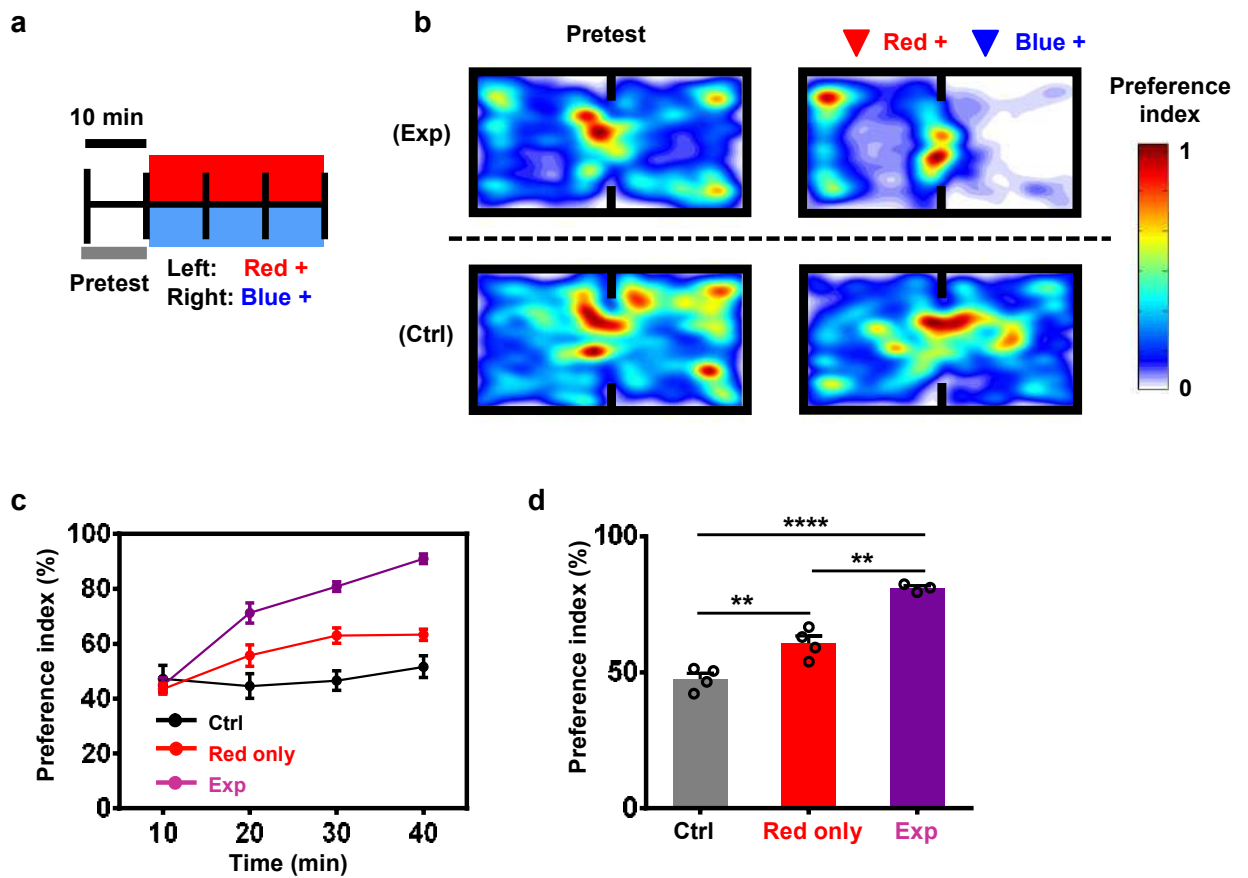 a
10 min
Pretest
Left: Red +
Right: Blue +
b
Pretest
Red +
Blue +
Preference
index
(Exp)
1
(Ctrl)
0
c
Preference index (%)
100
80
60
40
20
0
Ctrl
Red only
Exp
10
20
30
40
Time (min)
d
Preference index (%)
100
50
0
****
**
**
Ctrl
Red only
Exp